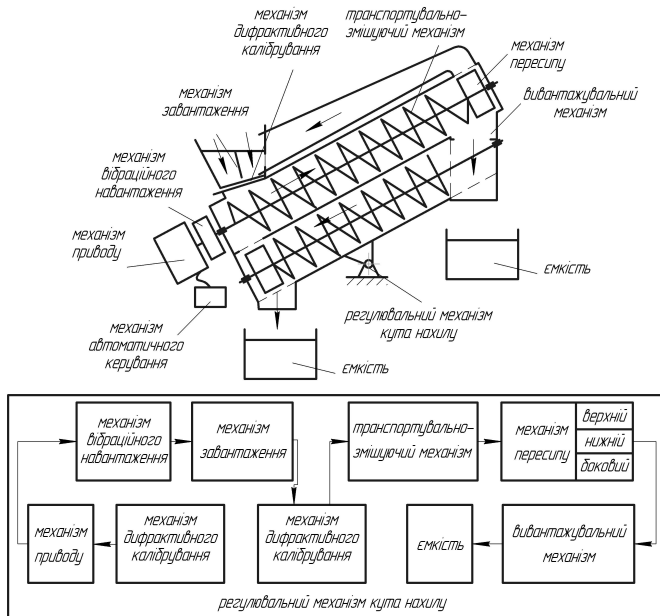 механізм
дифрактивного
калібрування
транспортувально-
змішуючий механізм
механізм
пересипу
механізм
завантаження
вивантажувальний
механізм
механізм
вібраційного
навантаження
механізм
приводу
ємкість
регулювальний механізм
кута нахилу
механізм
автоматичного
керування
ємкість
механізм
вібраційного
навантаження
механізм
завантаження
транспортувально-
змішуючий механізм
механізм
пересипу
верхній
нижній
боковий
механізм
приводу
механізм
дифрактивного
калібрування
механізм
дифрактивного
калібрування
ємкість
вивантажувальний
механізм
регулювальний механізм кута нахилу